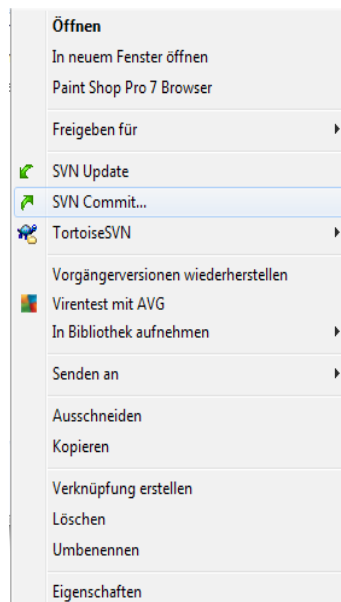 Öffnen
In neuem Fenster öffnen
Paint Shop Pro 7 Browser
Freigeben für
SVN Update
SVN Commit...
TortoiseSVN
Vorgängerversionen wiederherstellen
Virentest mit AVG
In Bibliothek aufnehmen
Senden an
Ausschneiden
Kopieren
Verknüpfung erstellen
Löschen
Umbenennen
Eigenschaften